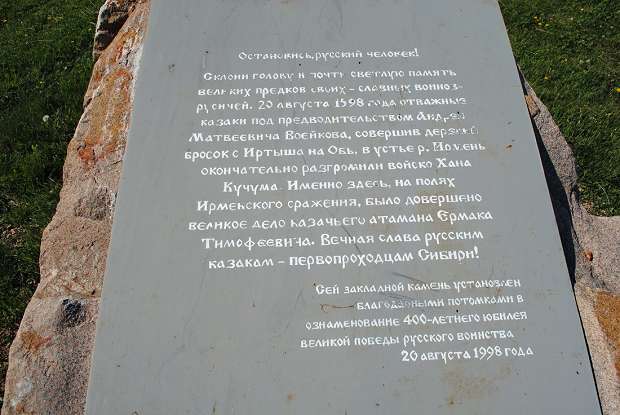 Остановись, русский человек!
Склони голову и почти светлую память
великих предков своих – славных воинов-
русичей. 20 августа 1598 года отважные
казаки под предводительством Андрея
Матвеевича Воейкова, совершив дерзкий
бросок с Иртыша на Обь, в устье р. Ирмень
окончательно разгромили войско Хана
Кучума. Именно здесь, на полях
Ирменского сражения, было довершено
великое дело казачьего атамана Ермака
Тимофеевича. Вечная слава русским
казакам – первопроходцам Сибири!
Сей закладной камень установлен
благодарными потомками в
ознаменование 400-летнего юбилея
великой победы русского воинства
20 августа 1998 года